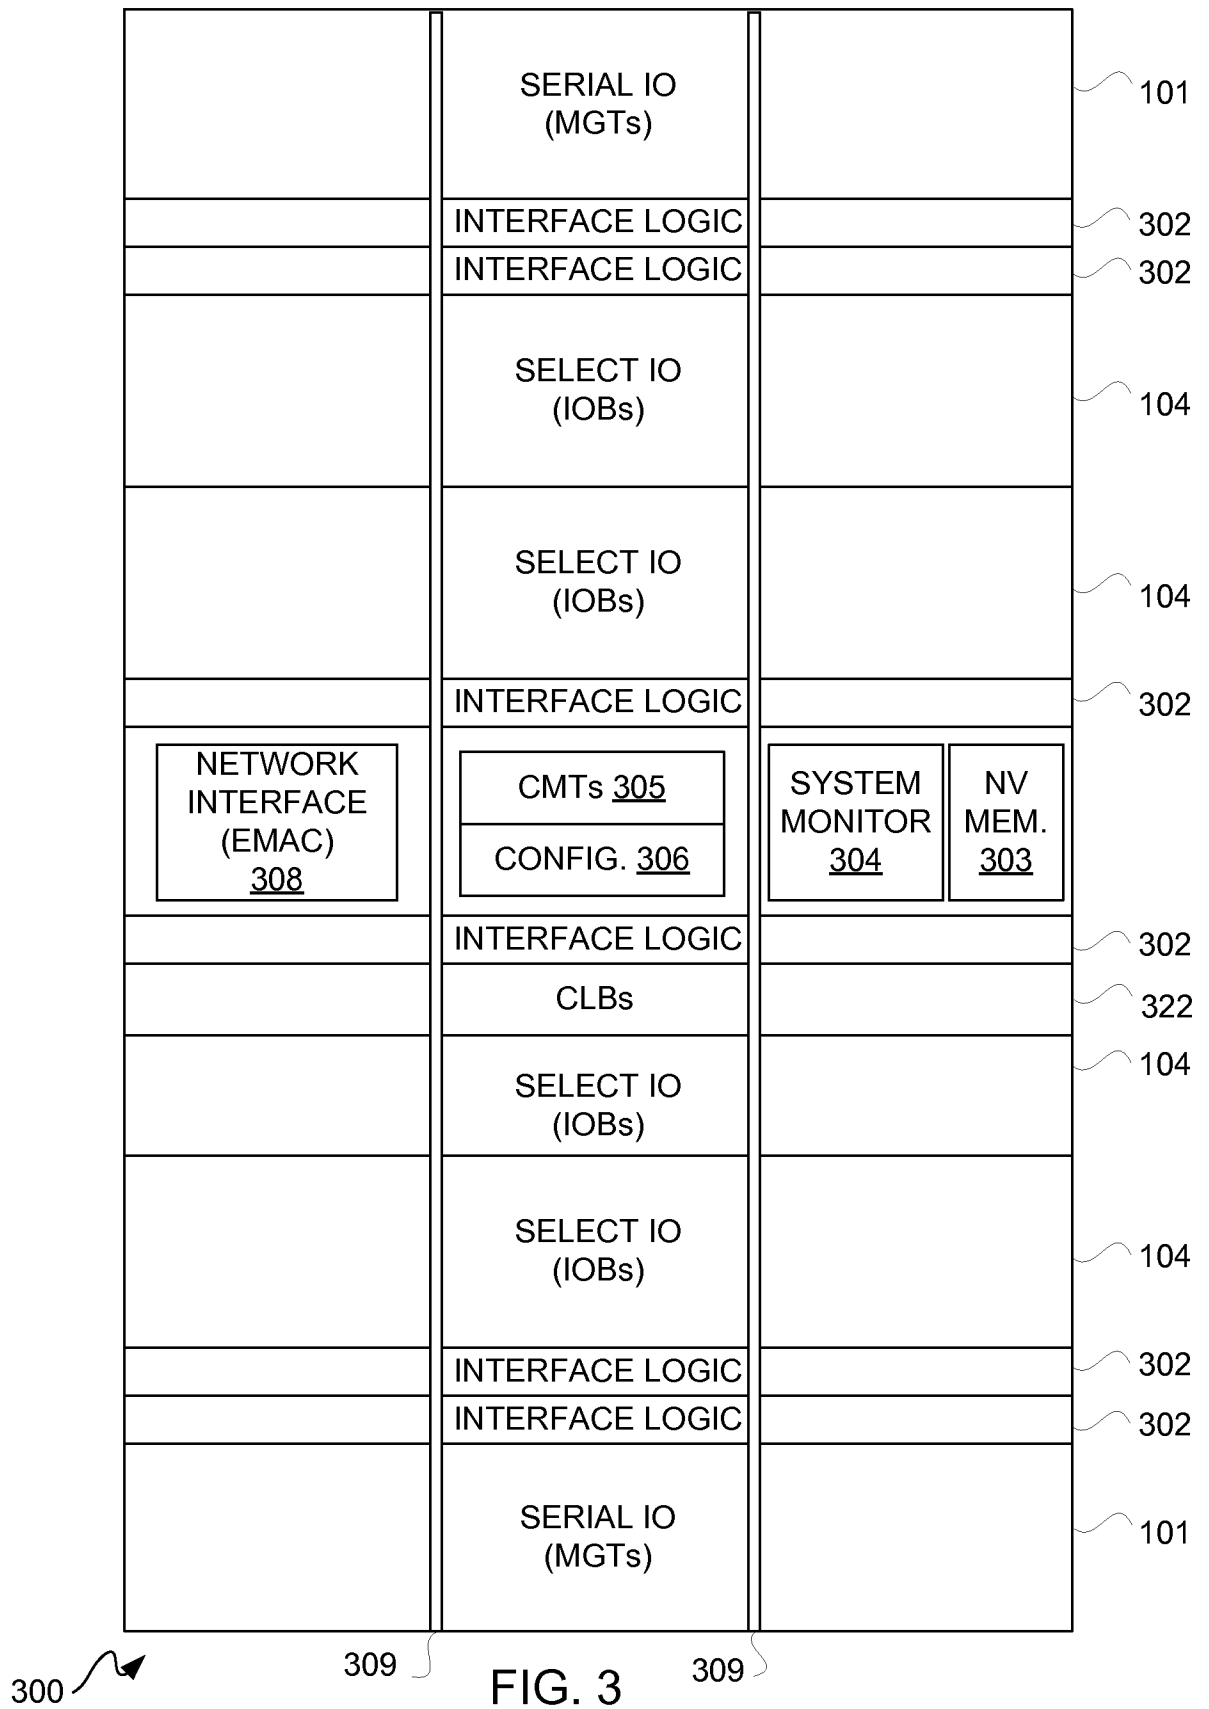 SERIAL IO
(MGTs)
101
INTERFACE LOGIC
302
INTERFACE LOGIC
302
SELECT IO
(IOBs)
104
SELECT IO
(IOBs)
104
INTERFACE LOGIC
302
NETWORK
INTERFACE
(EMAC)
308
CMTs 305
CONFIG. 306
SYSTEM
MONITOR
304
NV
MEM.
303
INTERFACE LOGIC
302
CLBs
322
SELECT IO
(IOBs)
104
SELECT IO
(IOBs)
104
INTERFACE LOGIC
302
INTERFACE LOGIC
302
SERIAL IO
(MGTs)
101
309
309
300
FIG. 3